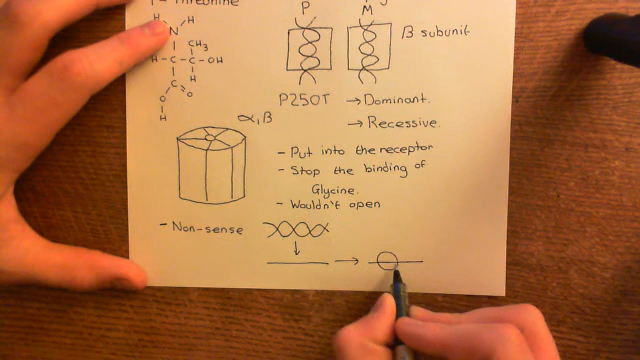 Threonine
P M
H
H
N
CH3
H-C-C-OH
H
C
O O
H
β subunit
P250T → Dominant.
→ Recessive.
α1β
- Put into the receptor
- Stop the binding of
Glycine.
- Wouldn't open
- Non-sense